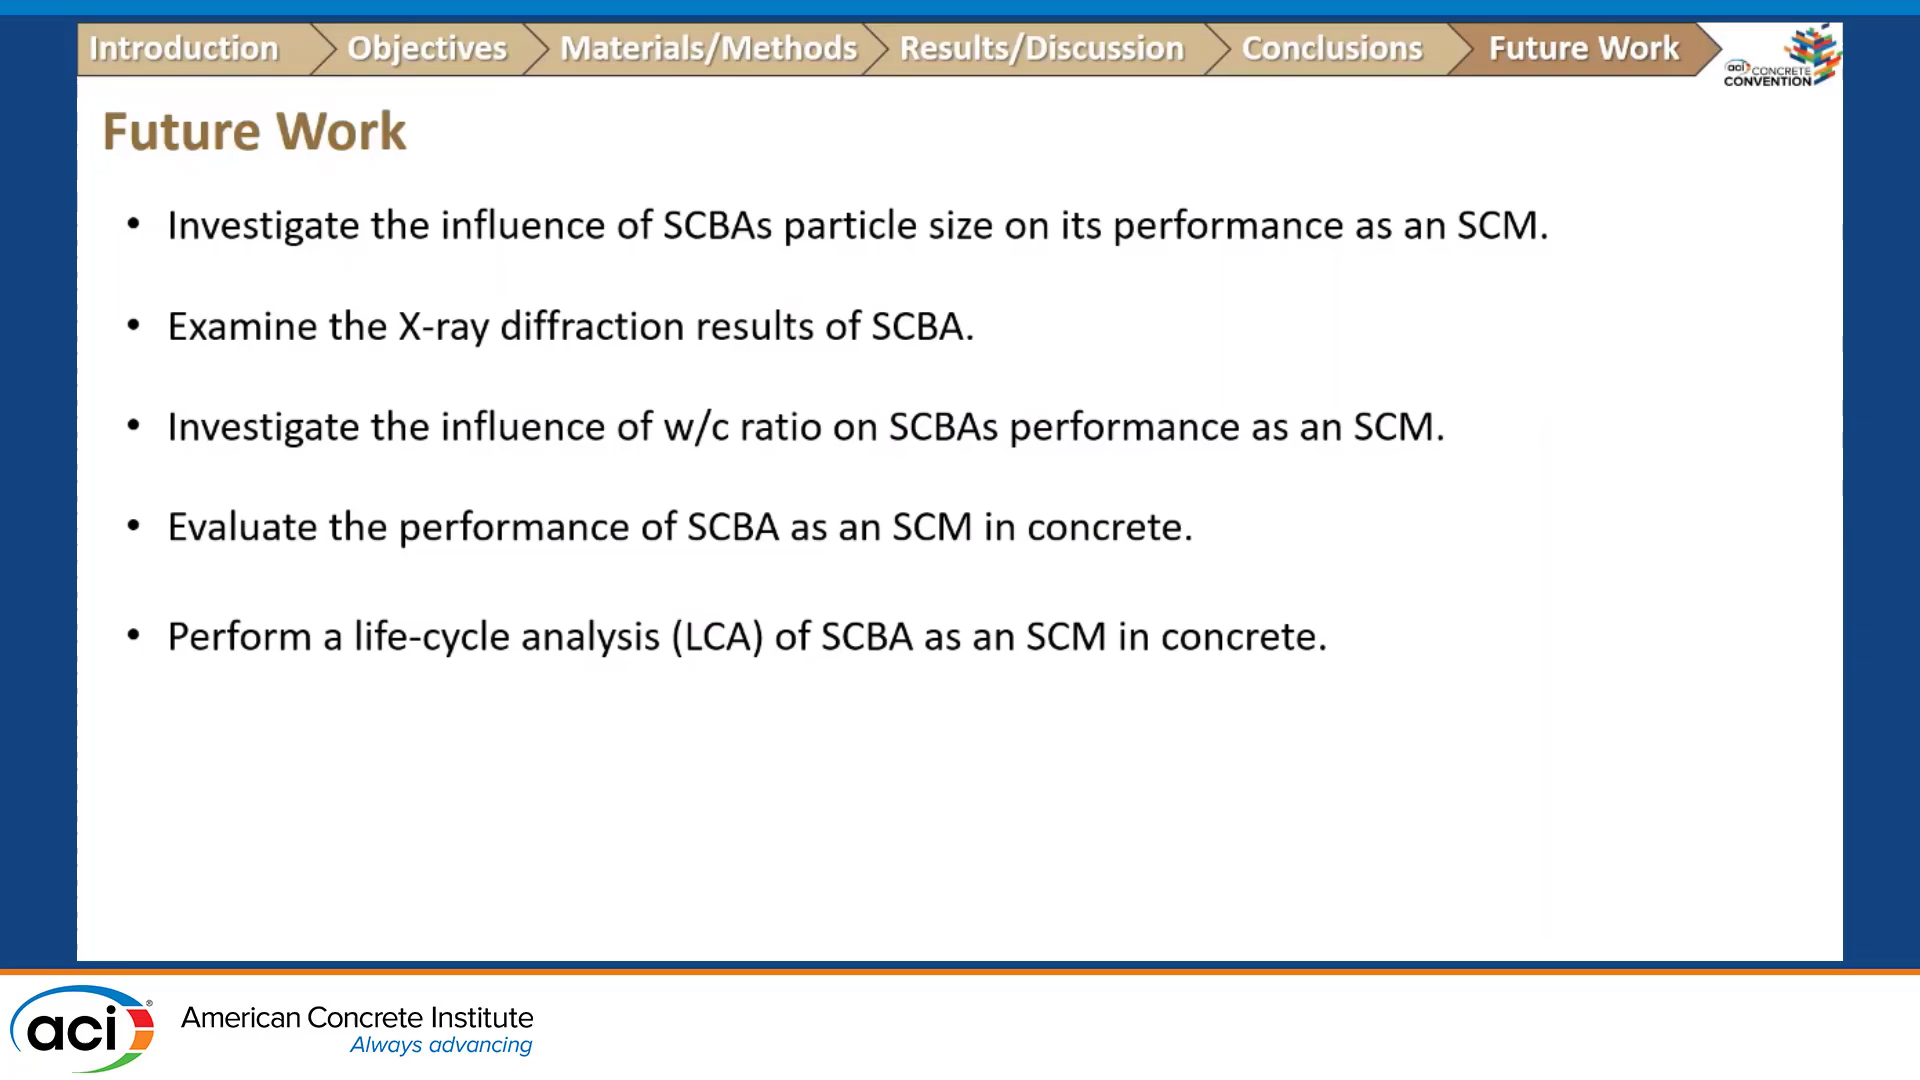 Introduction Objectives Materials/Methods Results/Discussion Conclusions Future Work
aci CONCRETE
CONVENTION
Future Work
• Investigate the influence of SCBAs particle size on its performance as an SCM.
• Examine the X-ray diffraction results of SCBA.
• Investigate the influence of w/c ratio on SCBAs performance as an SCM.
• Evaluate the performance of SCBA as an SCM in concrete.
• Perform a life-cycle analysis (LCA) of SCBA as an SCM in concrete.
aci®
American Concrete Institute
Always advancing